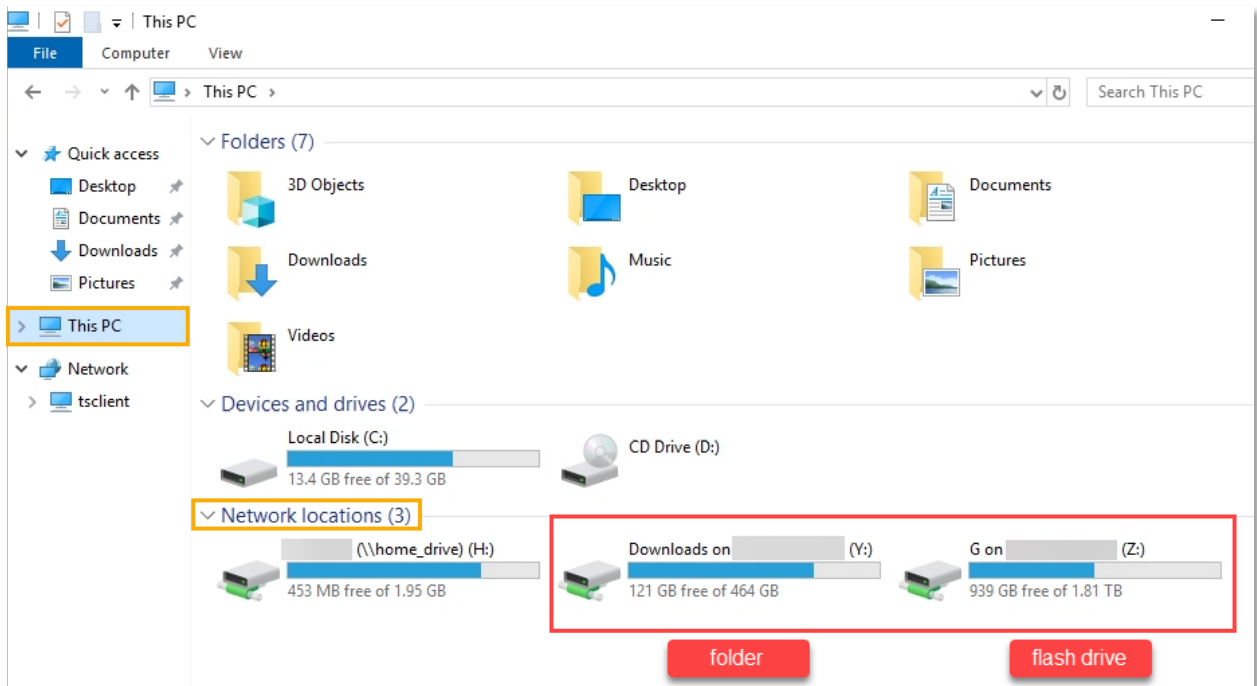 This PC
File Computer View
This PC
Search This PC
Quick access
Desktop
Documents
Downloads
Pictures
This PC
Network
tsclient
Folders (7)
3D Objects
Desktop
Documents
Downloads
Music
Pictures
Videos
Devices and drives (2)
Local Disk (C:)
13.4 GB free of 39.3 GB
CD Drive (D:)
Network locations (3)
(\\home_drive) (H:)
453 MB free of 1.95 GB
Downloads on (Y:)
121 GB free of 464 GB
G on (Z:)
939 GB free of 1.81 TB
folder
flash drive